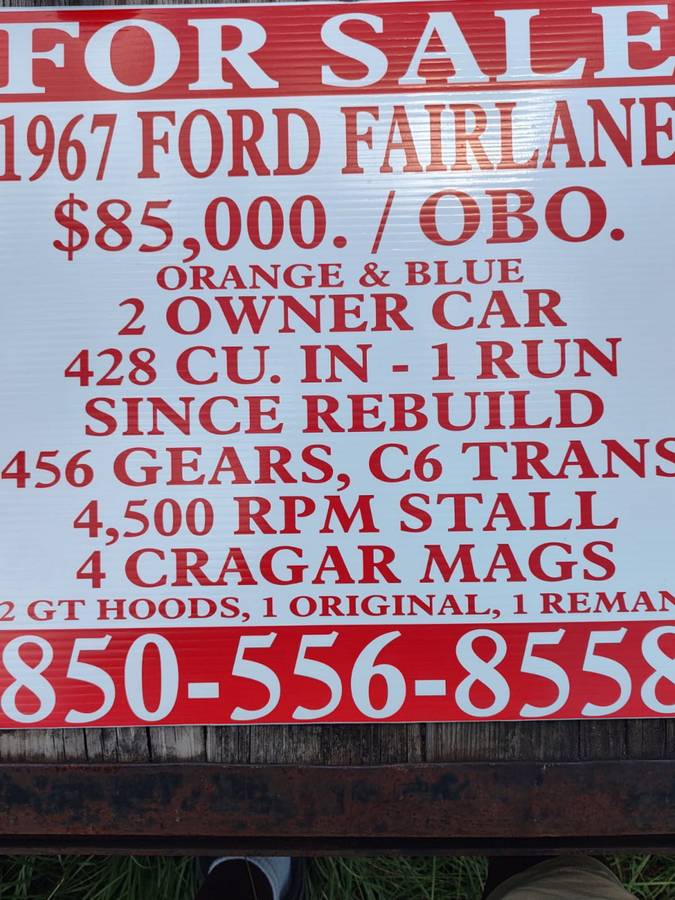 FOR SALE
1967 FORD FAIRLANE
$85,000. / OBO.
ORANGE & BLUE
2 OWNER CAR
428 CU. IN - 1 RUN
SINCE REBUILD
456 GEARS, C6 TRANS
4,500 RPM STALL
4 CRAGAR MAGS
2 GT HOODS, 1 ORIGINAL, 1 REMAN
850-556-8558